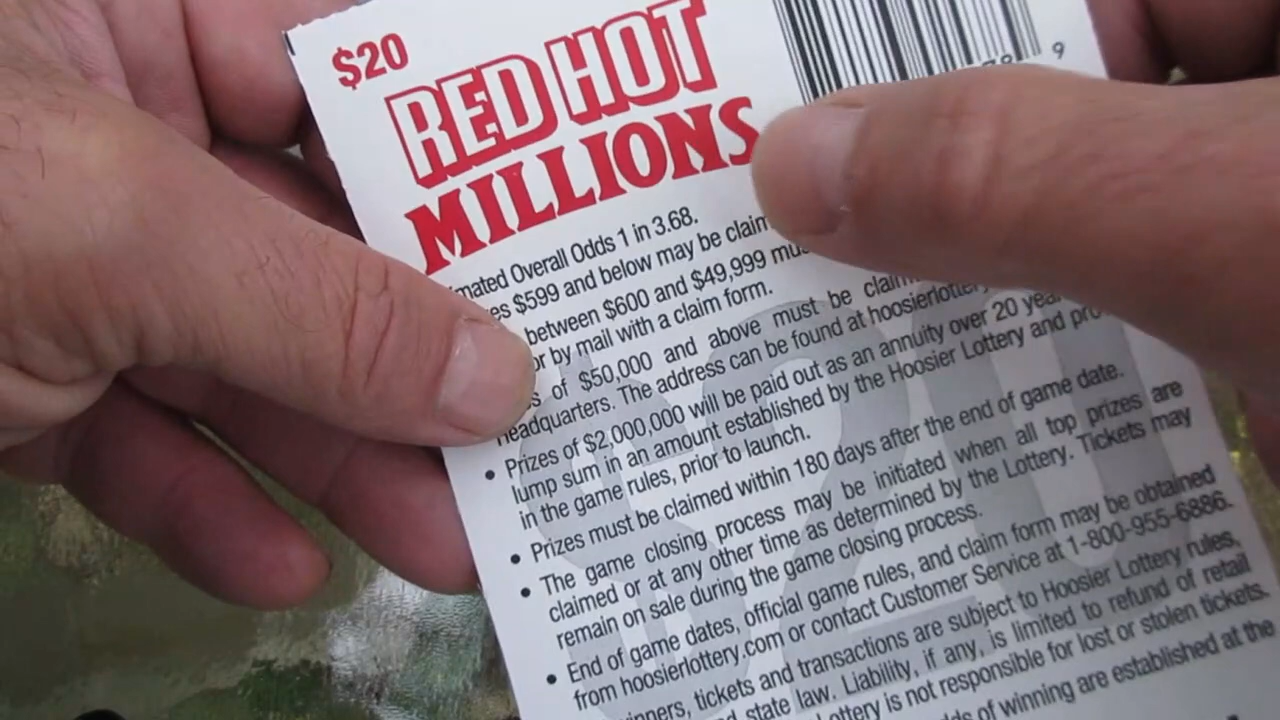 $20
RED HOT
MILLIONS
9
mated Overall Odds 1 in 3.68.
es $599 and below may be claim
between $600 and $49,999 mus
or by mail with a claim form.
s of $50,000 and above must be claim
headquarters. The address can be found at hoosierlottery
• Prizes of $2,000,000 will be paid out as an annuity over 20 yea
lump sum in an amount established by the Hoosier Lottery and pro
in the game rules, prior to launch.
• Prizes must be claimed within 180 days after the end of game date.
• The game closing process may be initiated when all top prizes are
claimed or at any other time as determined by the Lottery. Tickets may
remain on sale during the game closing process.
• End of game dates, official game rules, and claim form may be obtained
from hoosierlottery.com or contact Customer Service at 1-800-955-6886.
inners, tickets and transactions are subject to Hoosier Lottery rules,
d state law. Liability, if any, is limited to refund of retail
ottery is not responsible for lost or stolen tickets.
ds of winning are established at the
$20